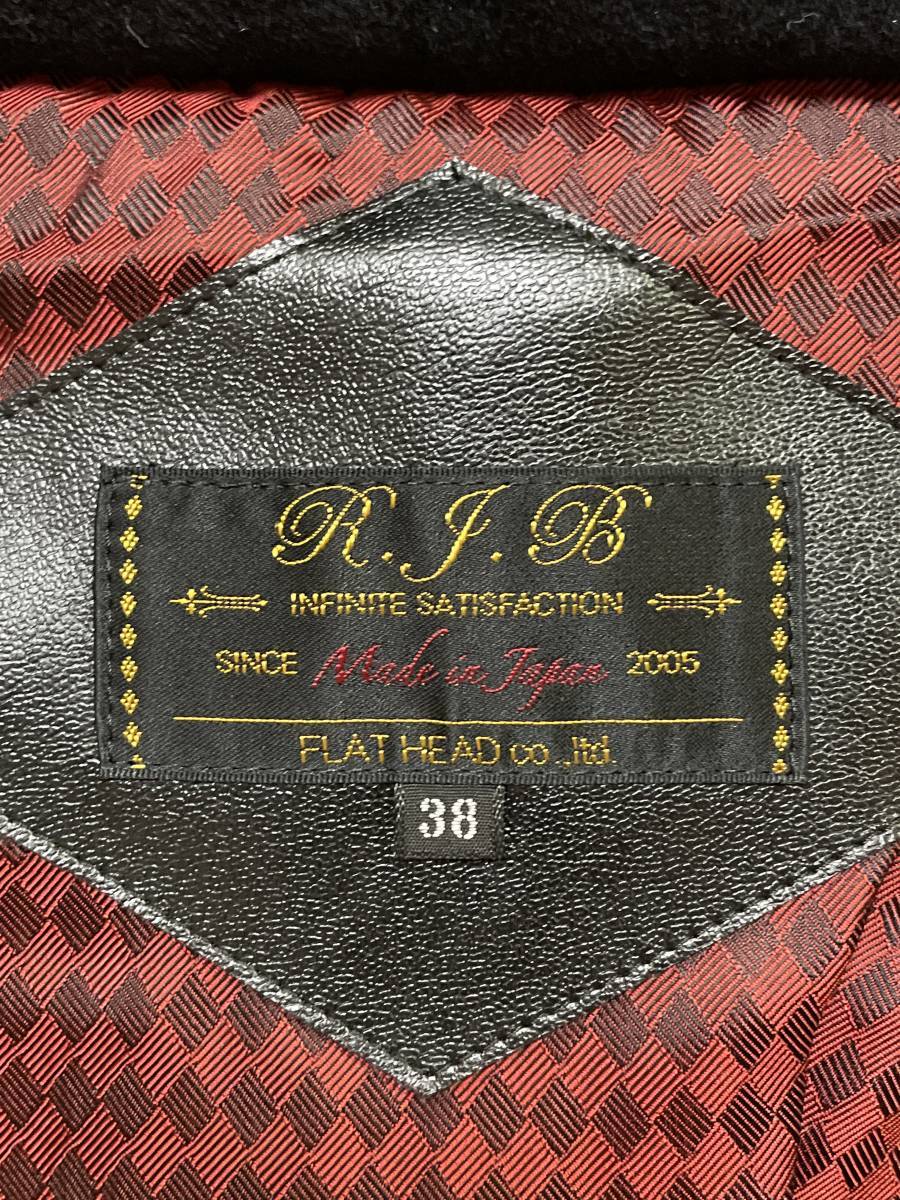 R.J.B
INFINITE SATISFACTION
SINCE Made in Japan 2005
FLAT HEAD co.,ltd.
38